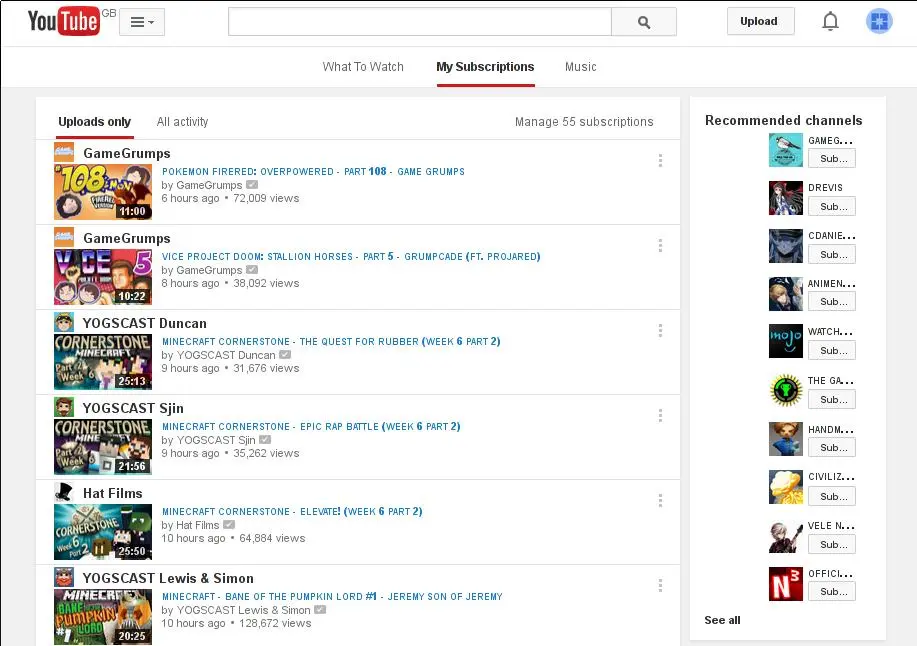 YouTube GB
Upload
What To Watch My Subscriptions Music
Uploads only All activity Manage 55 subscriptions
GameGrumps
#108
FIRERED
VERSION
11:00
POKEMON FIRERED: OVERPOWERED - PART 108 - GAME GRUMPS
by GameGrumps
6 hours ago • 72,009 views
GameGrumps
VICE
5
10:22
VICE PROJECT DOOM: STALLION HORSES - PART 5 - GRUMPCADE (FT. PROJARED)
by GameGrumps
8 hours ago • 38,092 views
YOGSCAST Duncan
CORNERSTONE
MINECRAFT
Part 2
Week 6
25:13
MINECRAFT CORNERSTONE - THE QUEST FOR RUBBER (WEEK 6 PART 2)
by YOGSCAST Duncan
9 hours ago • 31,676 views
YOGSCAST Sjin
CORNERSTONE
MINE
Part 2
Week 6
21:56
MINECRAFT CORNERSTONE - EPIC RAP BATTLE (WEEK 6 PART 2)
by YOGSCAST Sjin
9 hours ago • 35,262 views
Hat Films
CORNERSTONE
Week 6
Part 2
25:50
MINECRAFT CORNERSTONE - ELEVATE! (WEEK 6 PART 2)
by Hat Films
10 hours ago • 64,884 views
YOGSCAST Lewis & Simon
MINECR
BANE OF THE
PUMPKIN
#1 LORD
20:25
MINECRAFT - BANE OF THE PUMPKIN LORD #1 - JEREMY SON OF JEREMY
by YOGSCAST Lewis & Simon
10 hours ago • 128,672 views
Recommended channels
GAMEG...
Sub...
DREVIS
Sub...
CDANIE...
Sub...
ANIMEN...
Sub...
mojo
WATCH...
Sub...
THE GA...
Sub...
HANDM...
Sub...
CIVILIZ...
Sub...
VELE N...
Sub...
N3
OFFICI...
Sub...
See all